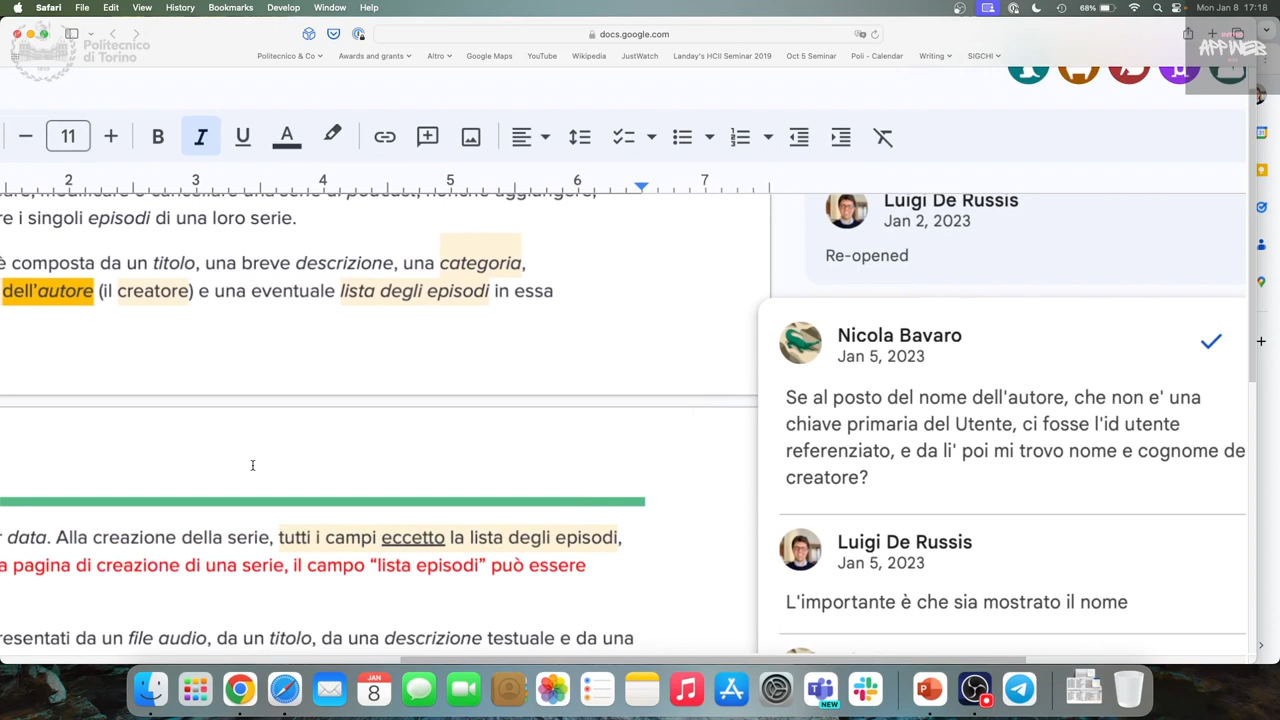 Safari File Edit View History Bookmarks Develop Window Help 68% Mon Jan 8 17:18
Politecnico di Torino
docs.google.com
APPWEB
Politecnico & Co Awards and grants Altro Google Maps YouTube Wikipedia JustWatch Landay's HCII Seminar 2019 Oct 5 Seminar Poli - Calendar Writing SIGCHI
11 B I U A
2 3 4 5 6 7
re i singoli episodi di una loro serie.
è composta da un titolo, una breve descrizione, una categoria,
dell'autore (il creatore) e una eventuale lista degli episodi in essa
r data. Alla creazione della serie, tutti i campi eccetto la lista degli episodi,
a pagina di creazione di una serie, il campo “lista episodi” può essere
resentati da un file audio, da un titolo, da una descrizione testuale e da una
Luigi De Russis
Jan 2, 2023
Re-opened
Nicola Bavaro
Jan 5, 2023
Se al posto del nome dell'autore, che non e' una
chiave primaria del Utente, ci fosse l'id utente
referenziato, e da li' poi mi trovo nome e cognome de
creatore?
Luigi De Russis
Jan 5, 2023
L'importante è che sia mostrato il nome
JAN
8
NEW